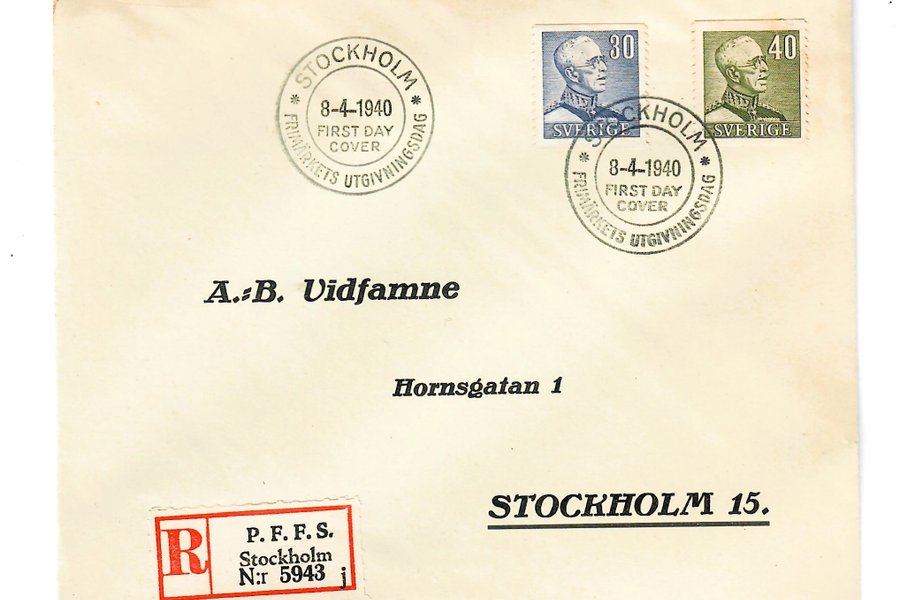 STOCKHOLM
8-4-1940
FIRST DAY
COVER
FRIMÄRKETS UTGIVNINGSDAG
30
SVERIGE
40
SVERIGE
STOCKHOLM
8-4-1940
FIRST DAY
COVER
FRIMÄRKETS UTGIVNINGSDAG
A.-B. Vidfamne
Hornsgatan 1
STOCKHOLM 15.
R
P. F. F. S.
Stockholm
N:r 5943 j